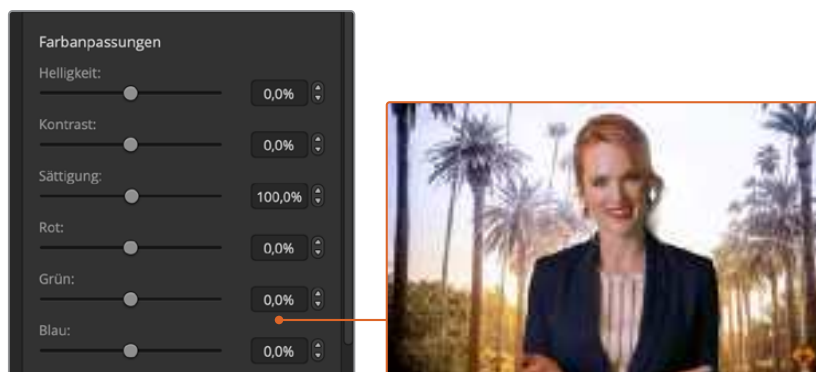 Farbanpassungen
Helligkeit:
0,0%
Kontrast:
0,0%
Sättigung:
100,0%
Rot:
0,0%
Grün:
0,0%
Blau:
0,0%